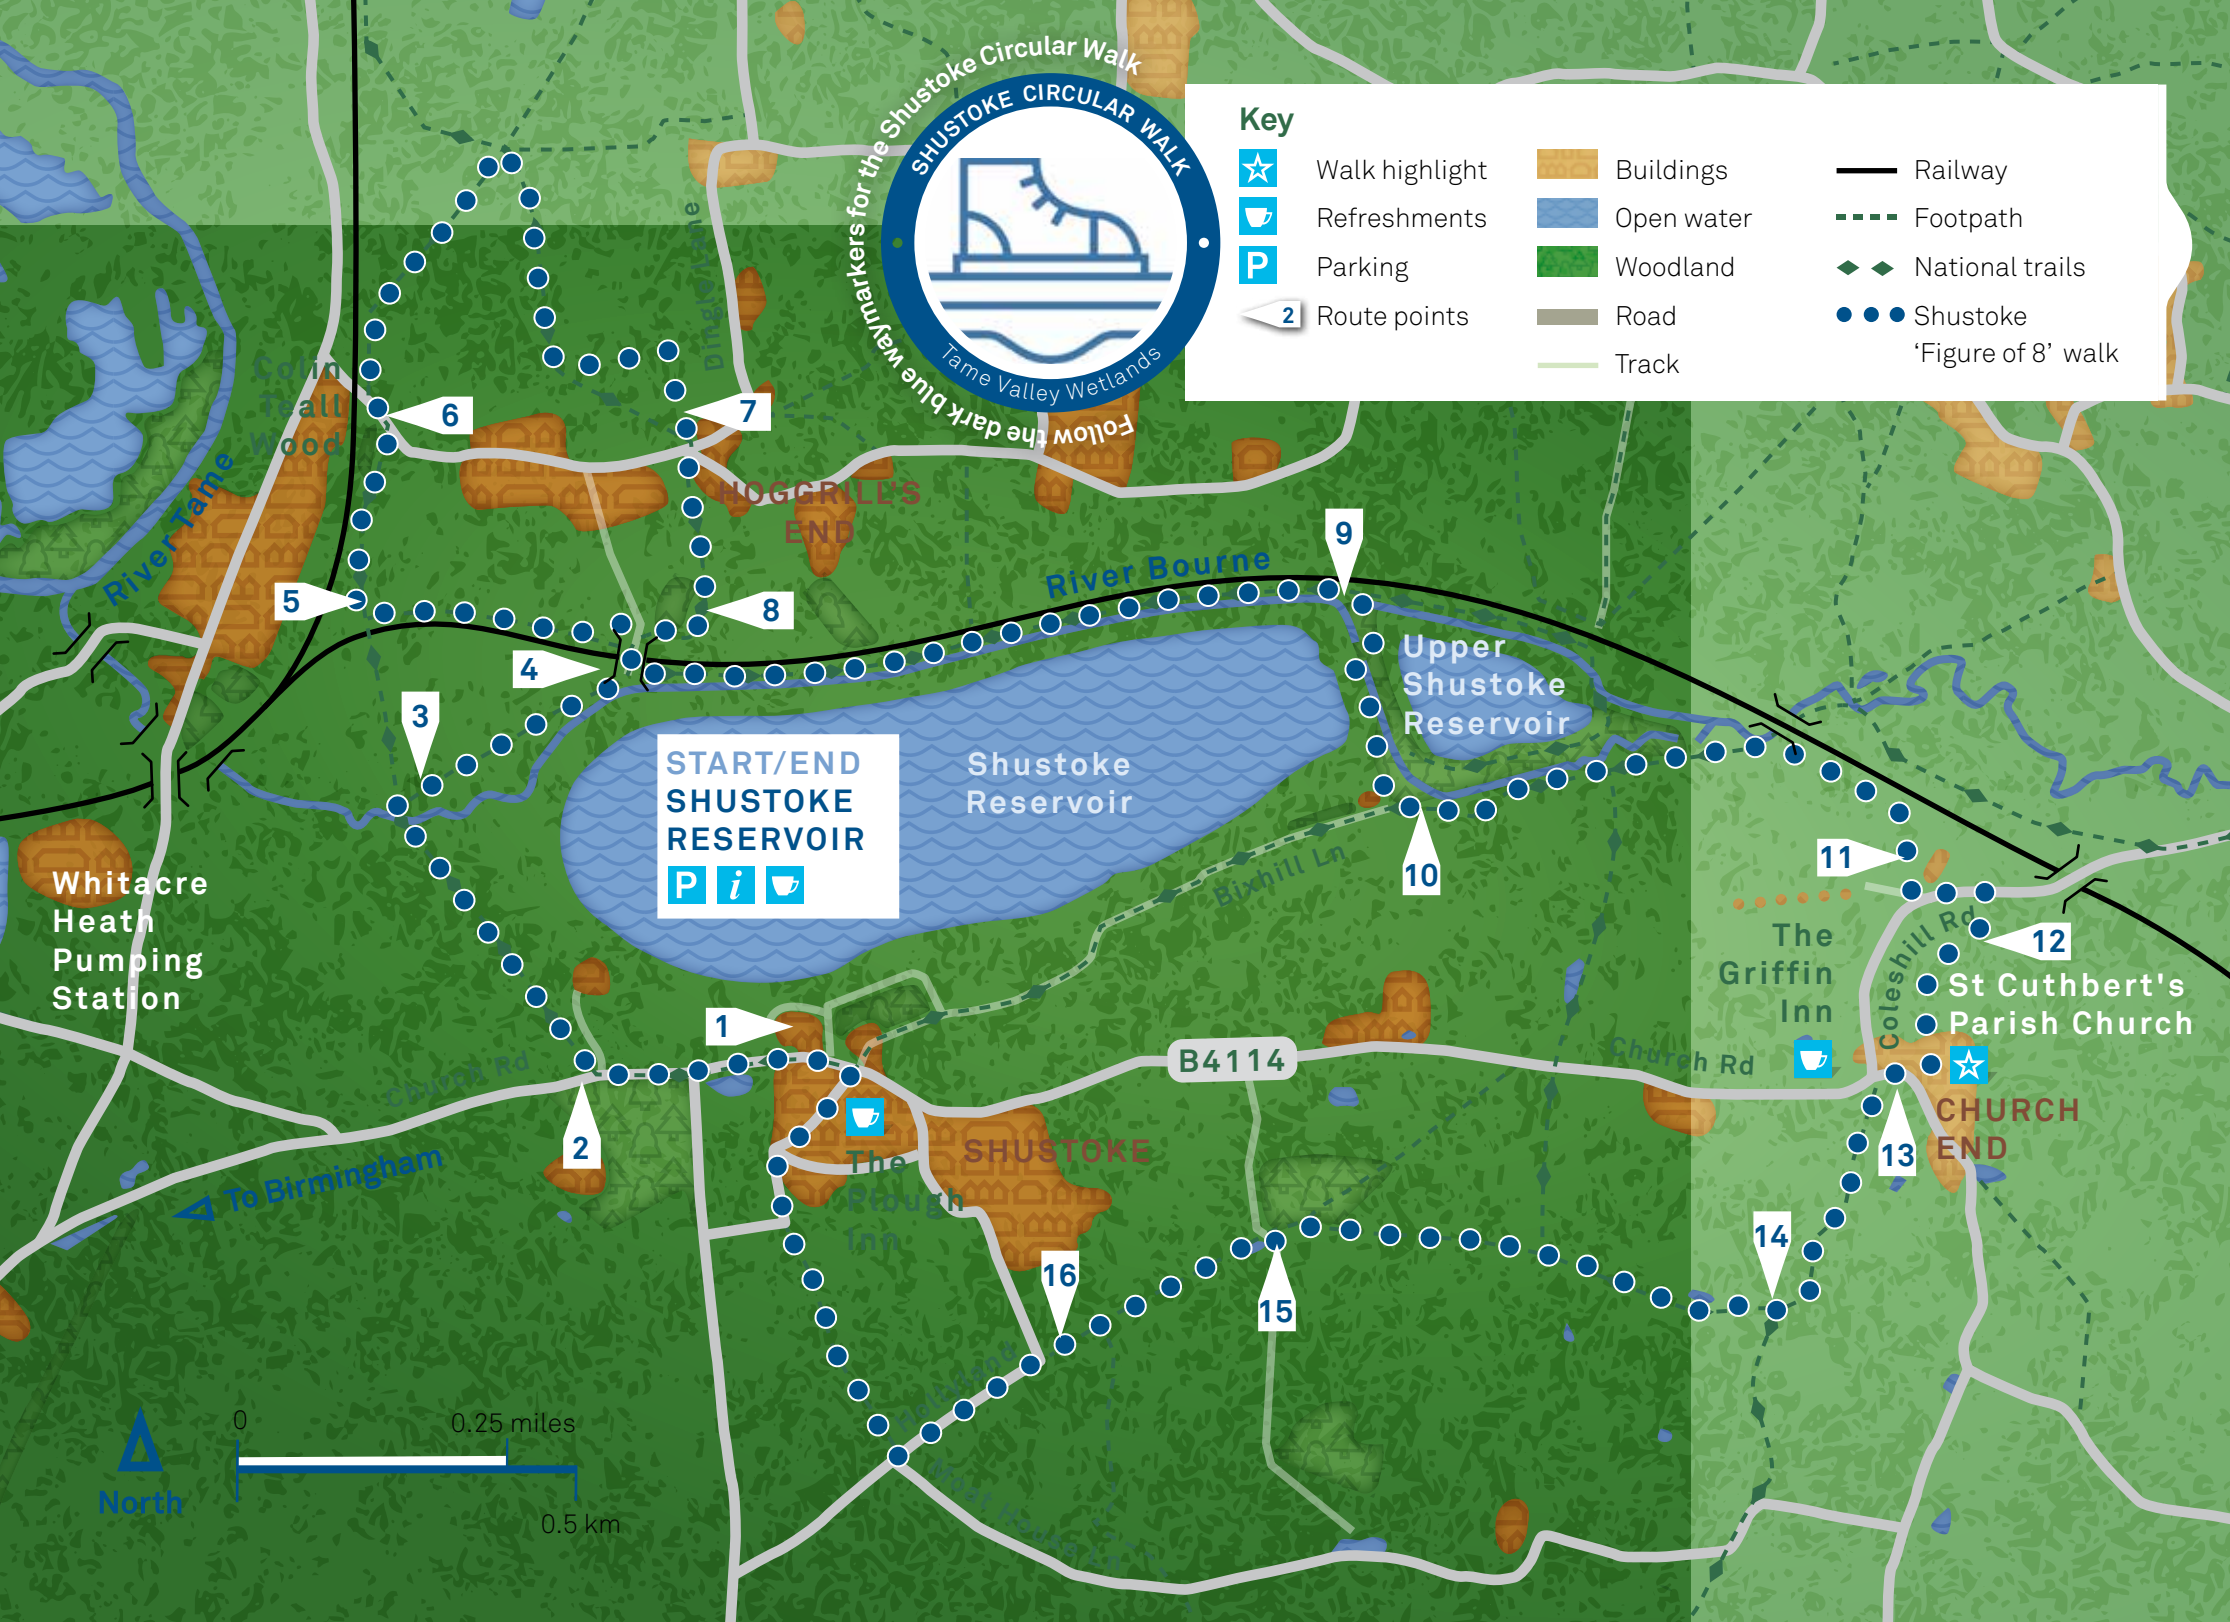 Follow the dark blue waymarkers for the Shustoke Circular Walk
SHUSTOKE CIRCULAR WALK
Tame Valley Wetlands
Key
Walk highlight
Refreshments
P Parking
2 Route points
Buildings
Open water
Woodland
Road
Track
Railway
Footpath
National trails
Shustoke
‘Figure of 8’ walk
Dingle Lane
Colin
Teall
Wood
6
7
River Tame
HOGGRILL'S
END
9
River Bourne
5
8
4
3
Upper
Shustoke
Reservoir
START/END
SHUSTOKE
RESERVOIR
P i
Shustoke
Reservoir
Bixhill Ln
10
11
Whitacre
Heath
Pumping
Station
The
Griffin
Inn
Coleshill Rd
12
St Cuthbert's
Parish Church
1
Church Rd
B4114
Church Rd
2
To Birmingham
The
Plough
Inn
SHUSTOKE
CHURCH
END
13
14
15
16
Hollyland
Moat House Ln
North
0
0.25 miles
0.5 km